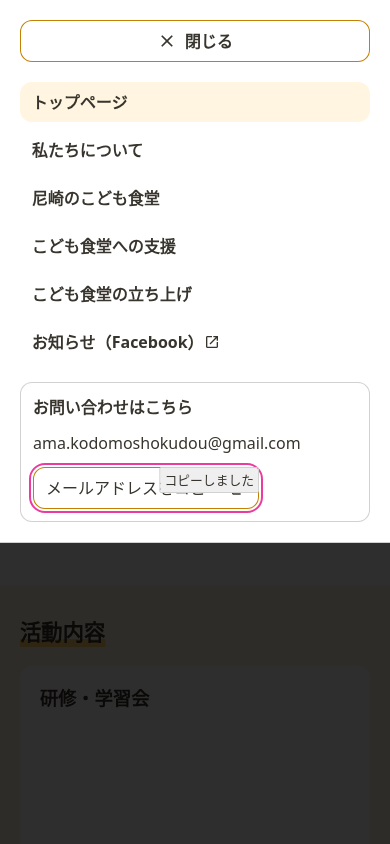 閉じる
トップページ
私たちについて
尼崎のこども食堂
こども食堂への支援
こども食堂の立ち上げ
お知らせ（Facebook）
お問い合わせはこちら
ama.kodomoshokudou@gmail.com
メールアドレス
コピーしました
活動内容
研修・学習会